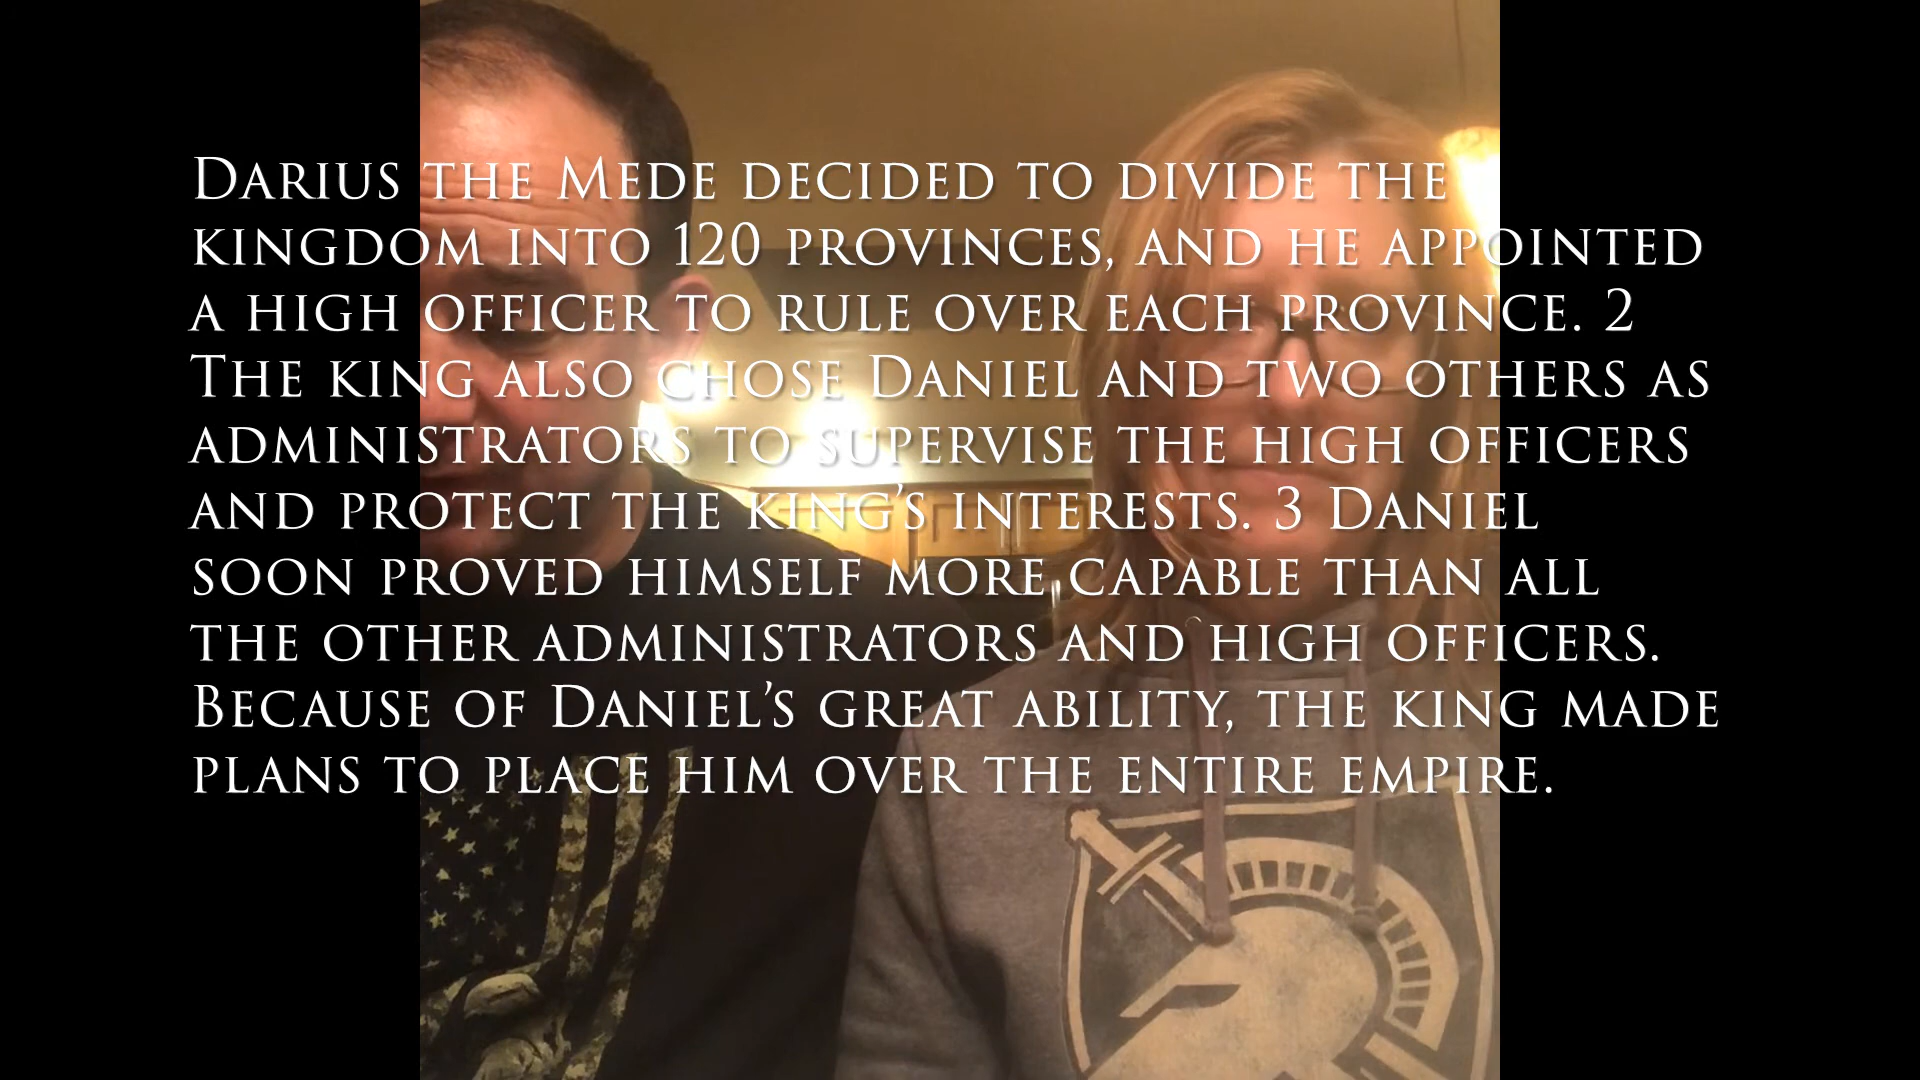 Darius the Mede decided to divide the
kingdom into 120 provinces, and he appointed
a high officer to rule over each province. 2
The king also chose Daniel and two others as
administrators to supervise the high officers
and protect the king’s interests. 3 Daniel
soon proved himself more capable than all
the other administrators and high officers.
Because of Daniel’s great ability, the king made
plans to place him over the entire empire.